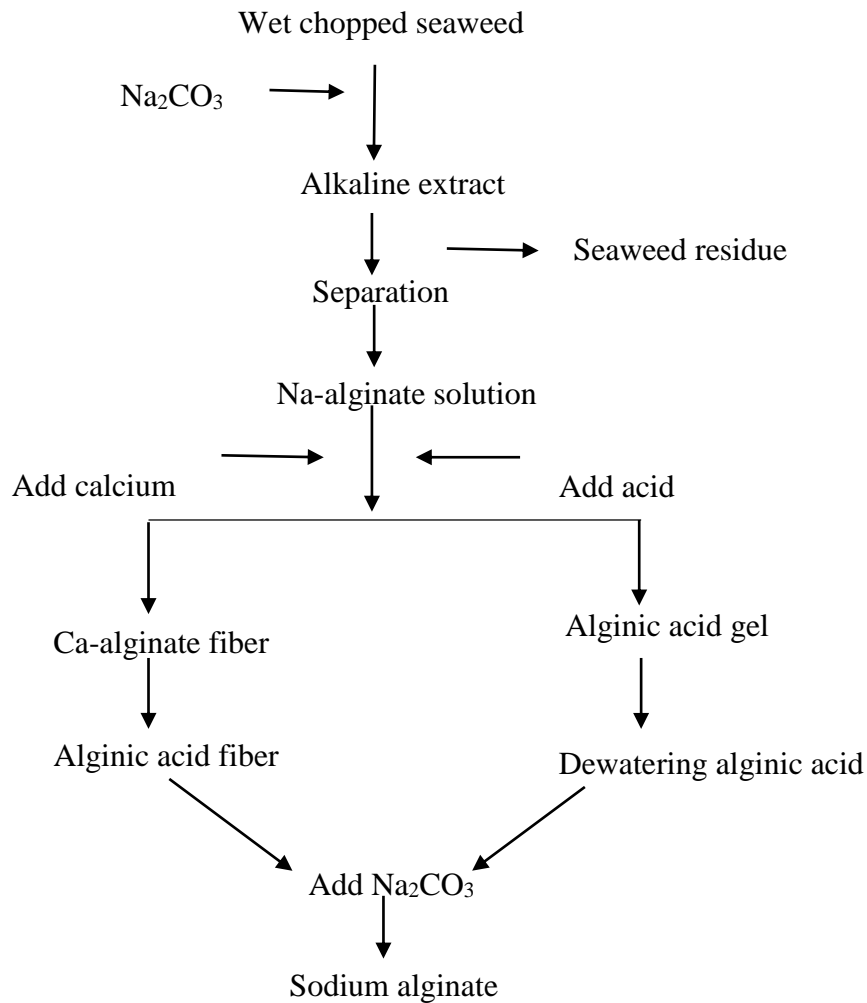 Wet chopped seaweed
Na₂CO₃
Alkaline extract
Seaweed residue
Separation
Na-alginate solution
Add calcium
Add acid
Ca-alginate fiber
Alginic acid gel
Alginic acid fiber
Dewatering alginic acid
Add Na₂CO₃
Sodium alginate